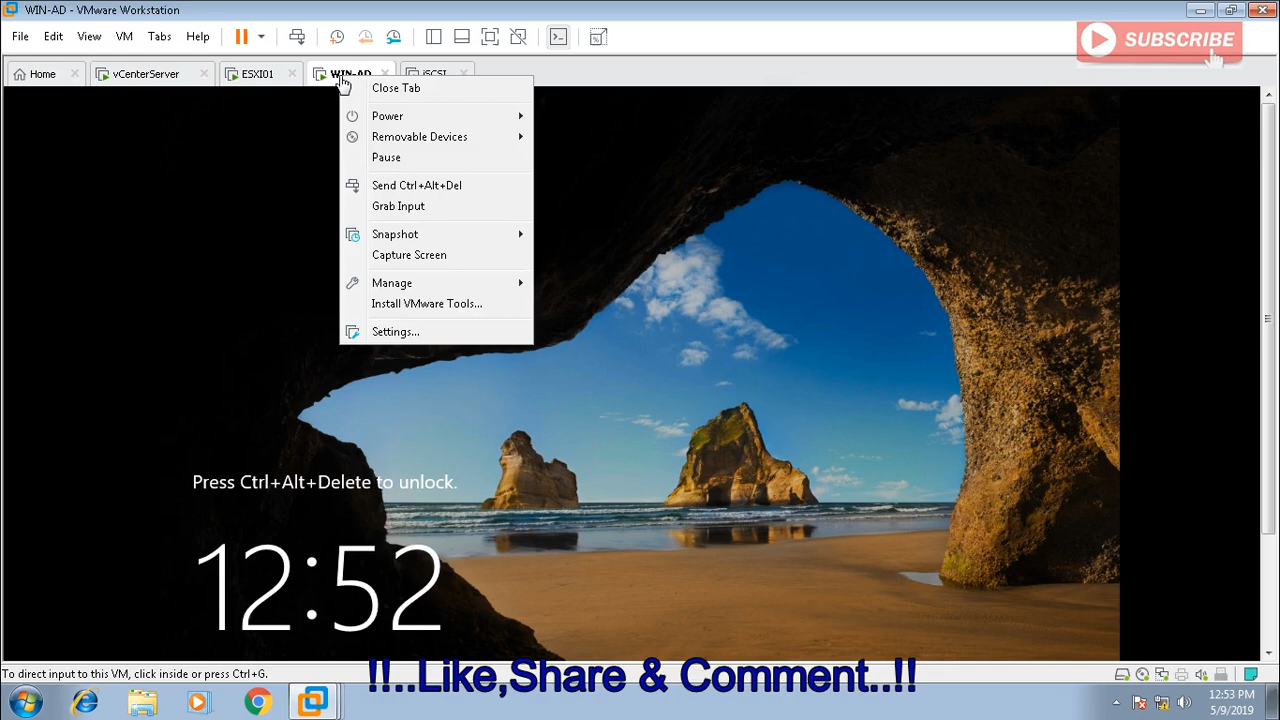 WIN-AD - VMware Workstation
File Edit View VM Tabs Help
SUBSCRIBE
Home vCenterServer ESXI01 WIN-AD iSCSI
Close Tab
Power
Removable Devices
Pause
Send Ctrl+Alt+Del
Grab Input
Snapshot
Capture Screen
Manage
Install VMware Tools...
Settings...
Press Ctrl+Alt+Delete to unlock.
12:52
To direct input to this VM, click inside or press Ctrl+G.
!!..Like,Share & Comment..!!
12:53 PM
5/9/2019